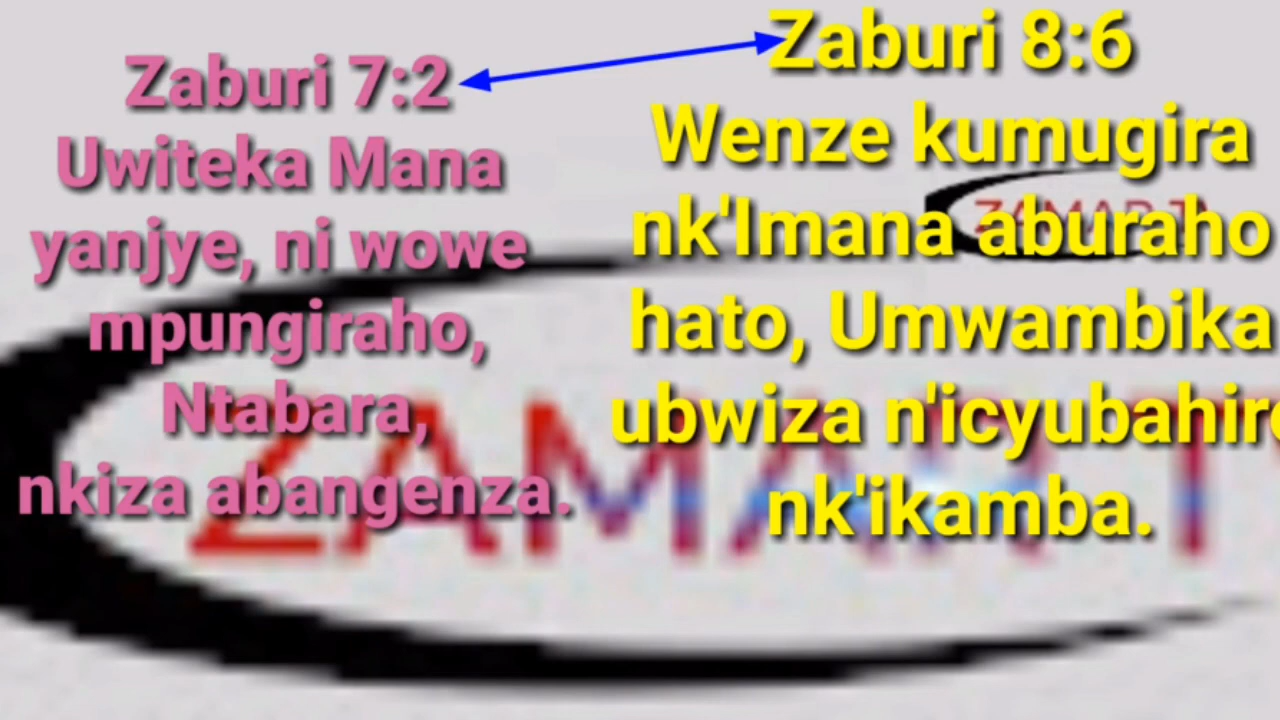 Zaburi 7:2
Uwiteka Mana
yanjye, ni wowe
mpungiraho,
Ntabara,
nkiza abangenza.
Zaburi 8:6
Wenze kumugira
nk'Imana aburaho
hato, Umwambika
ubwiza n'icyubahiro
nk'ikamba.